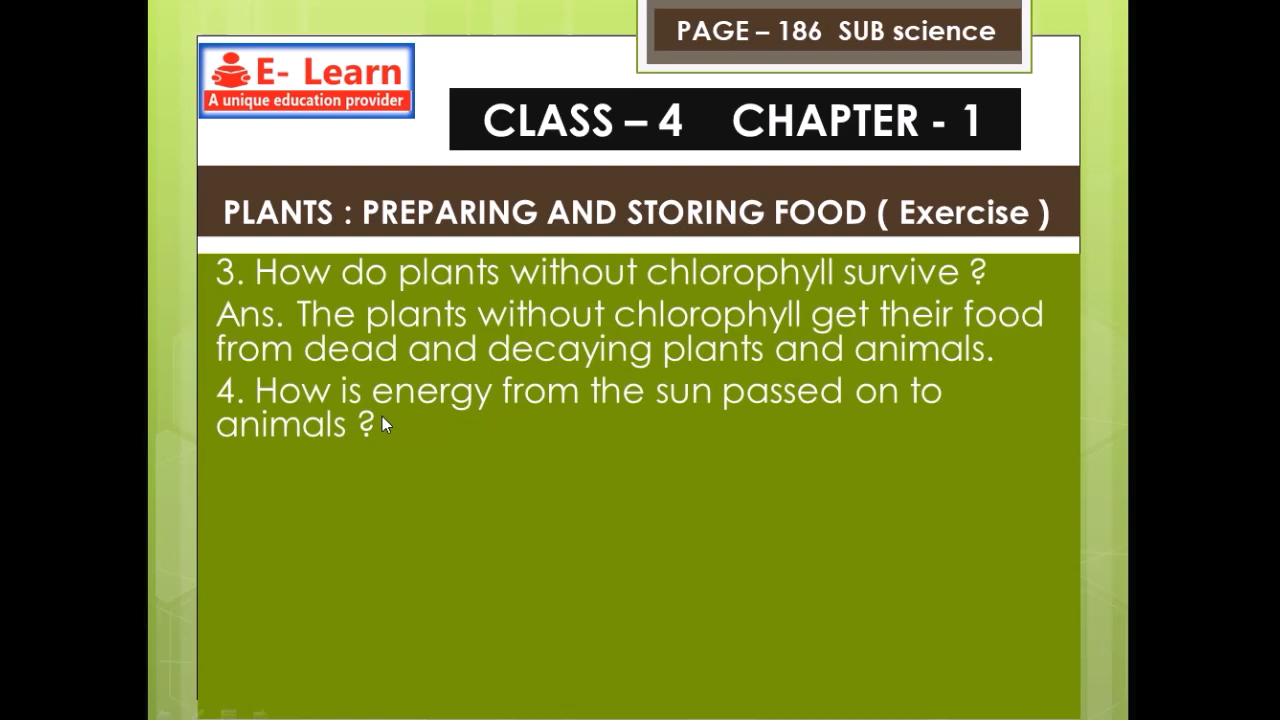 PAGE – 186 SUB science
E- Learn
A unique education provider
CLASS – 4 CHAPTER - 1
PLANTS : PREPARING AND STORING FOOD ( Exercise )
3. How do plants without chlorophyll survive ?
Ans. The plants without chlorophyll get their food
from dead and decaying plants and animals.
4. How is energy from the sun passed on to
animals ?